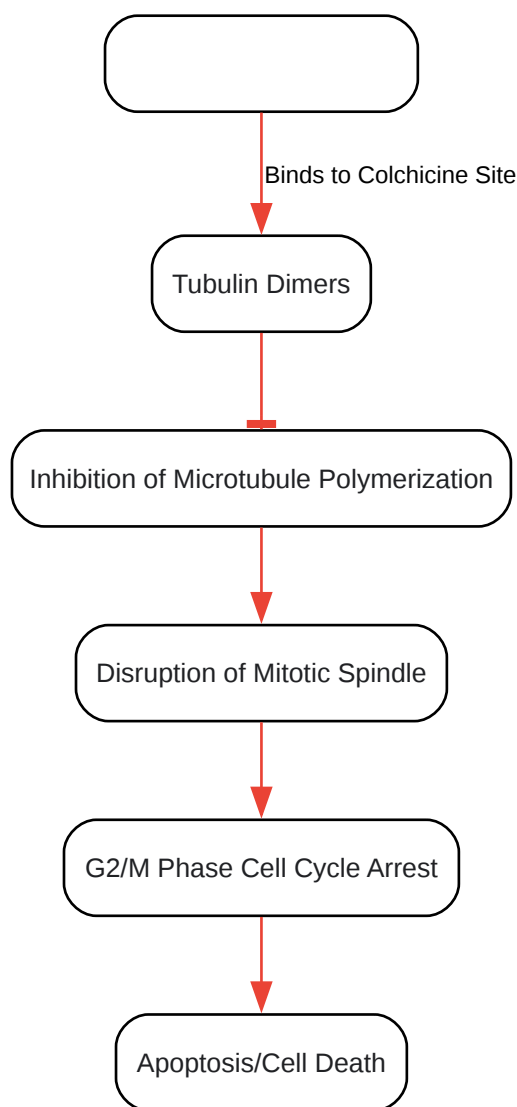 Binds to Colchicine Site
Tubulin Dimers
Inhibition of Microtubule Polymerization
Disruption of Mitotic Spindle
G2/M Phase Cell Cycle Arrest
Apoptosis/Cell Death